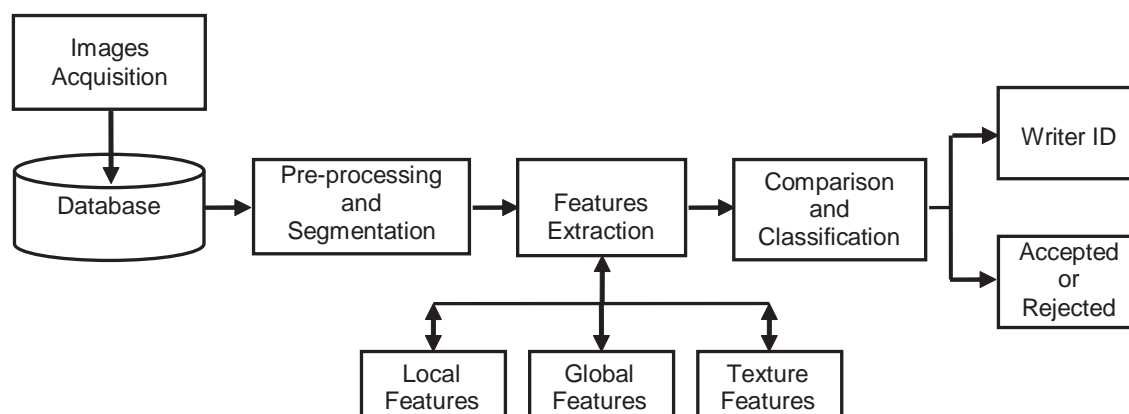 Images
Acquisition
Database
Pre-processing
and
Segmentation
Features
Extraction
Comparison
and
Classification
Writer ID
Accepted
or
Rejected
Local
Features
Global
Features
Texture
Features